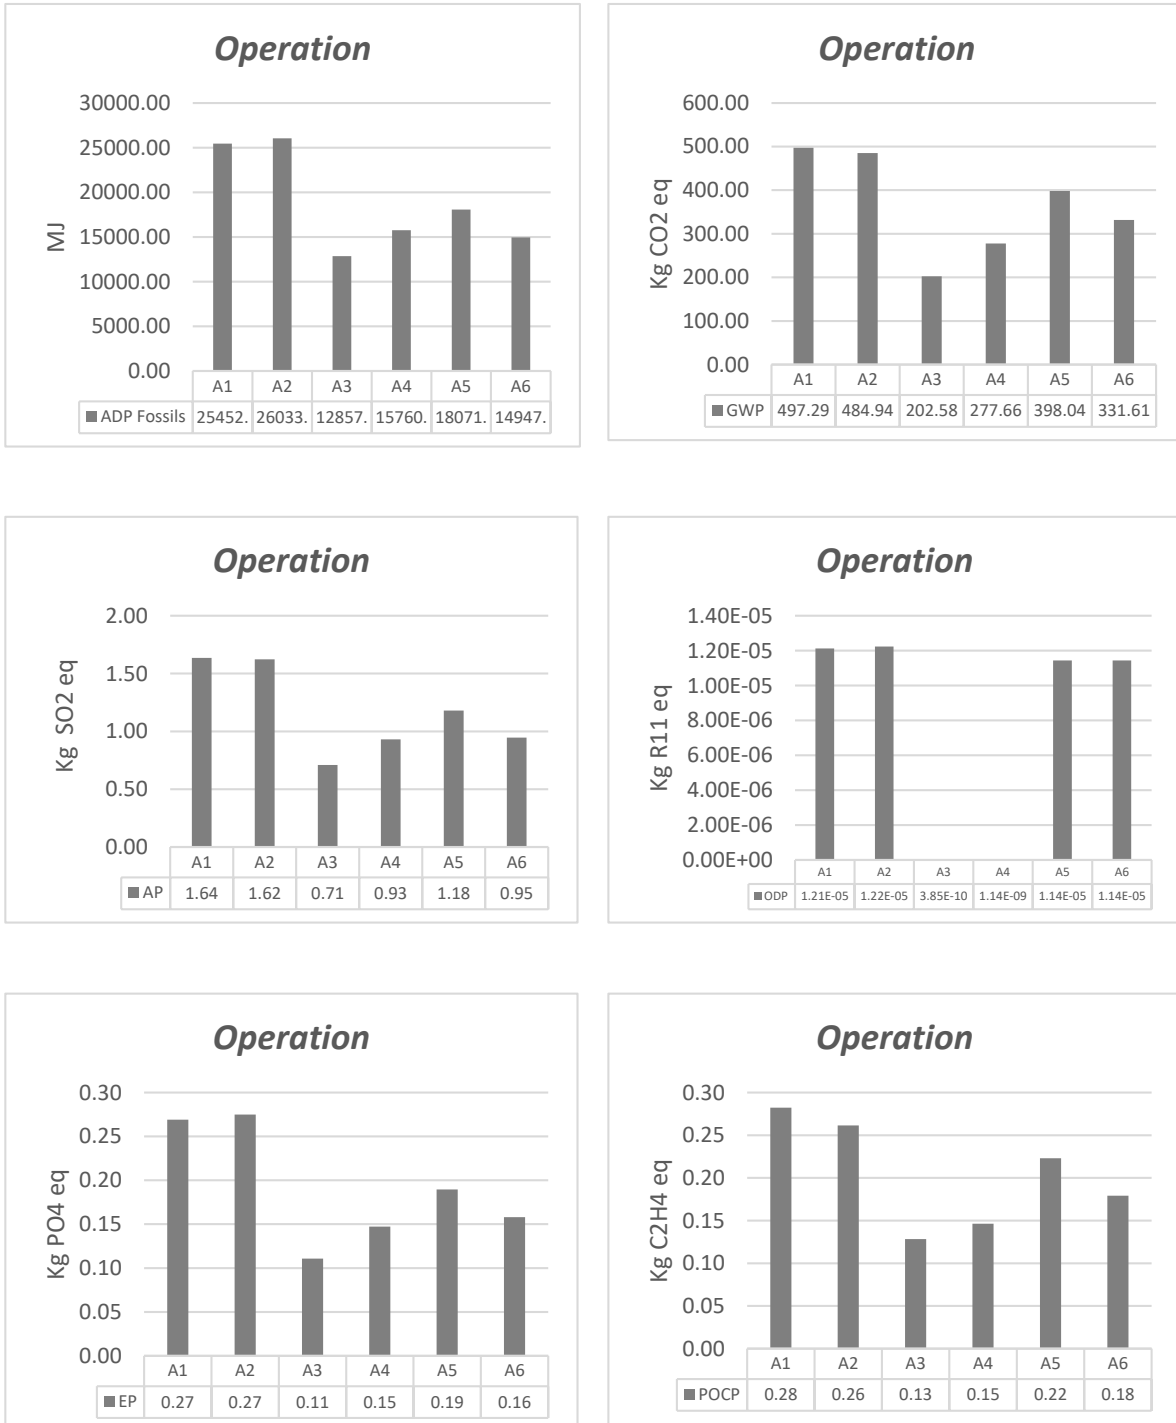 Operation
30000.00
25000.00
20000.00
15000.00
10000.00
5000.00
0.00
MJ
A1 A2 A3 A4 A5 A6
ADP Fossils 25452. 26033. 12857. 15760. 18071. 14947.
Operation
600.00
500.00
400.00
300.00
200.00
100.00
0.00
Kg CO2 eq
A1 A2 A3 A4 A5 A6
GWP 497.29 484.94 202.58 277.66 398.04 331.61
Operation
2.00
1.50
1.00
0.50
0.00
Kg SO2 eq
A1 A2 A3 A4 A5 A6
AP 1.64 1.62 0.71 0.93 1.18 0.95
Operation
1.40E-05
1.20E-05
1.00E-05
8.00E-06
6.00E-06
4.00E-06
2.00E-06
0.00E+00
Kg R11 eq
A1 A2 A3 A4 A5 A6
ODP 1.21E-05 1.22E-05 3.85E-10 1.14E-09 1.14E-05 1.14E-05
Operation
0.30
0.25
0.20
0.15
0.10
0.05
0.00
Kg PO4 eq
A1 A2 A3 A4 A5 A6
EP 0.27 0.27 0.11 0.15 0.19 0.16
Operation
0.30
0.25
0.20
0.15
0.10
0.05
0.00
Kg C2H4 eq
A1 A2 A3 A4 A5 A6
POCP 0.28 0.26 0.13 0.15 0.22 0.18